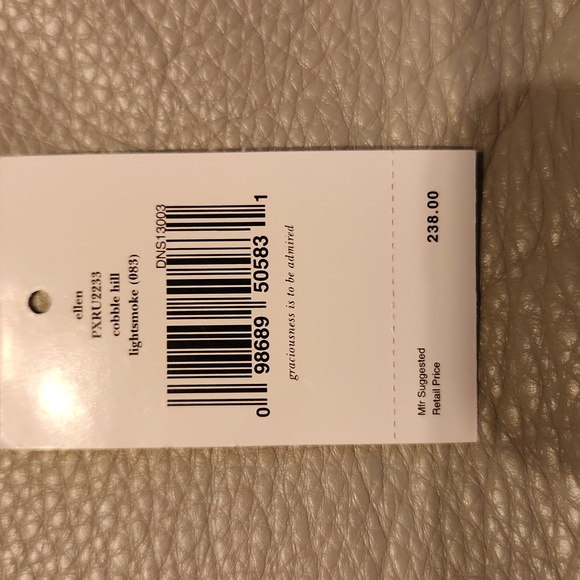 ellen
PXRU2233
cobble hill
lightsmoke (083)
DNS13003
0 98689 50583 1
graciousness is to be admired
Mfr Suggested
Retail Price
238.00